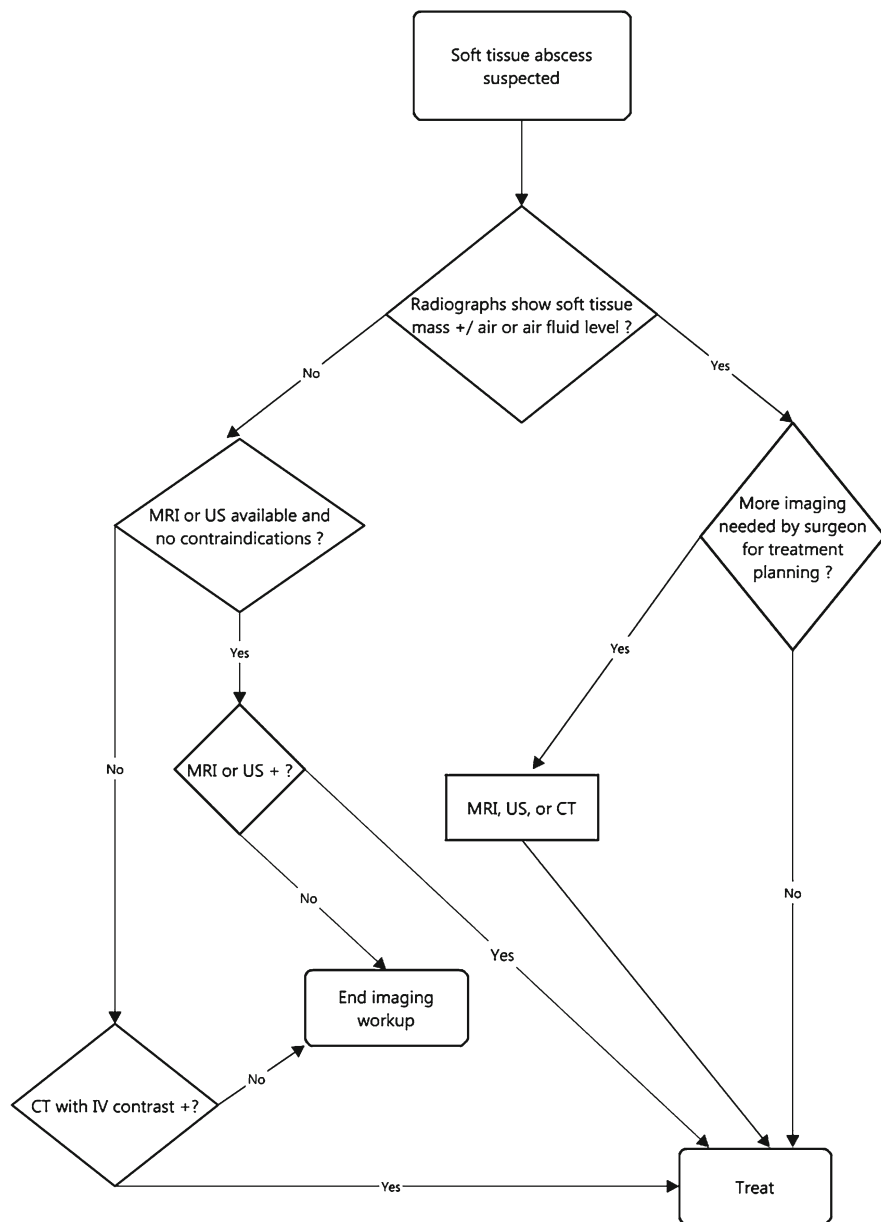 Soft tissue abscess
suspected
Radiographs show soft tissue
mass +/ air or air fluid level ?
No
Yes
MRI or US available and
no contraindications ?
More imaging
needed by surgeon
for treatment
planning ?
Yes
Yes
No
MRI or US + ?
MRI, US, or CT
No
No
Yes
End imaging
workup
No
CT with IV contrast +?
Yes
Treat